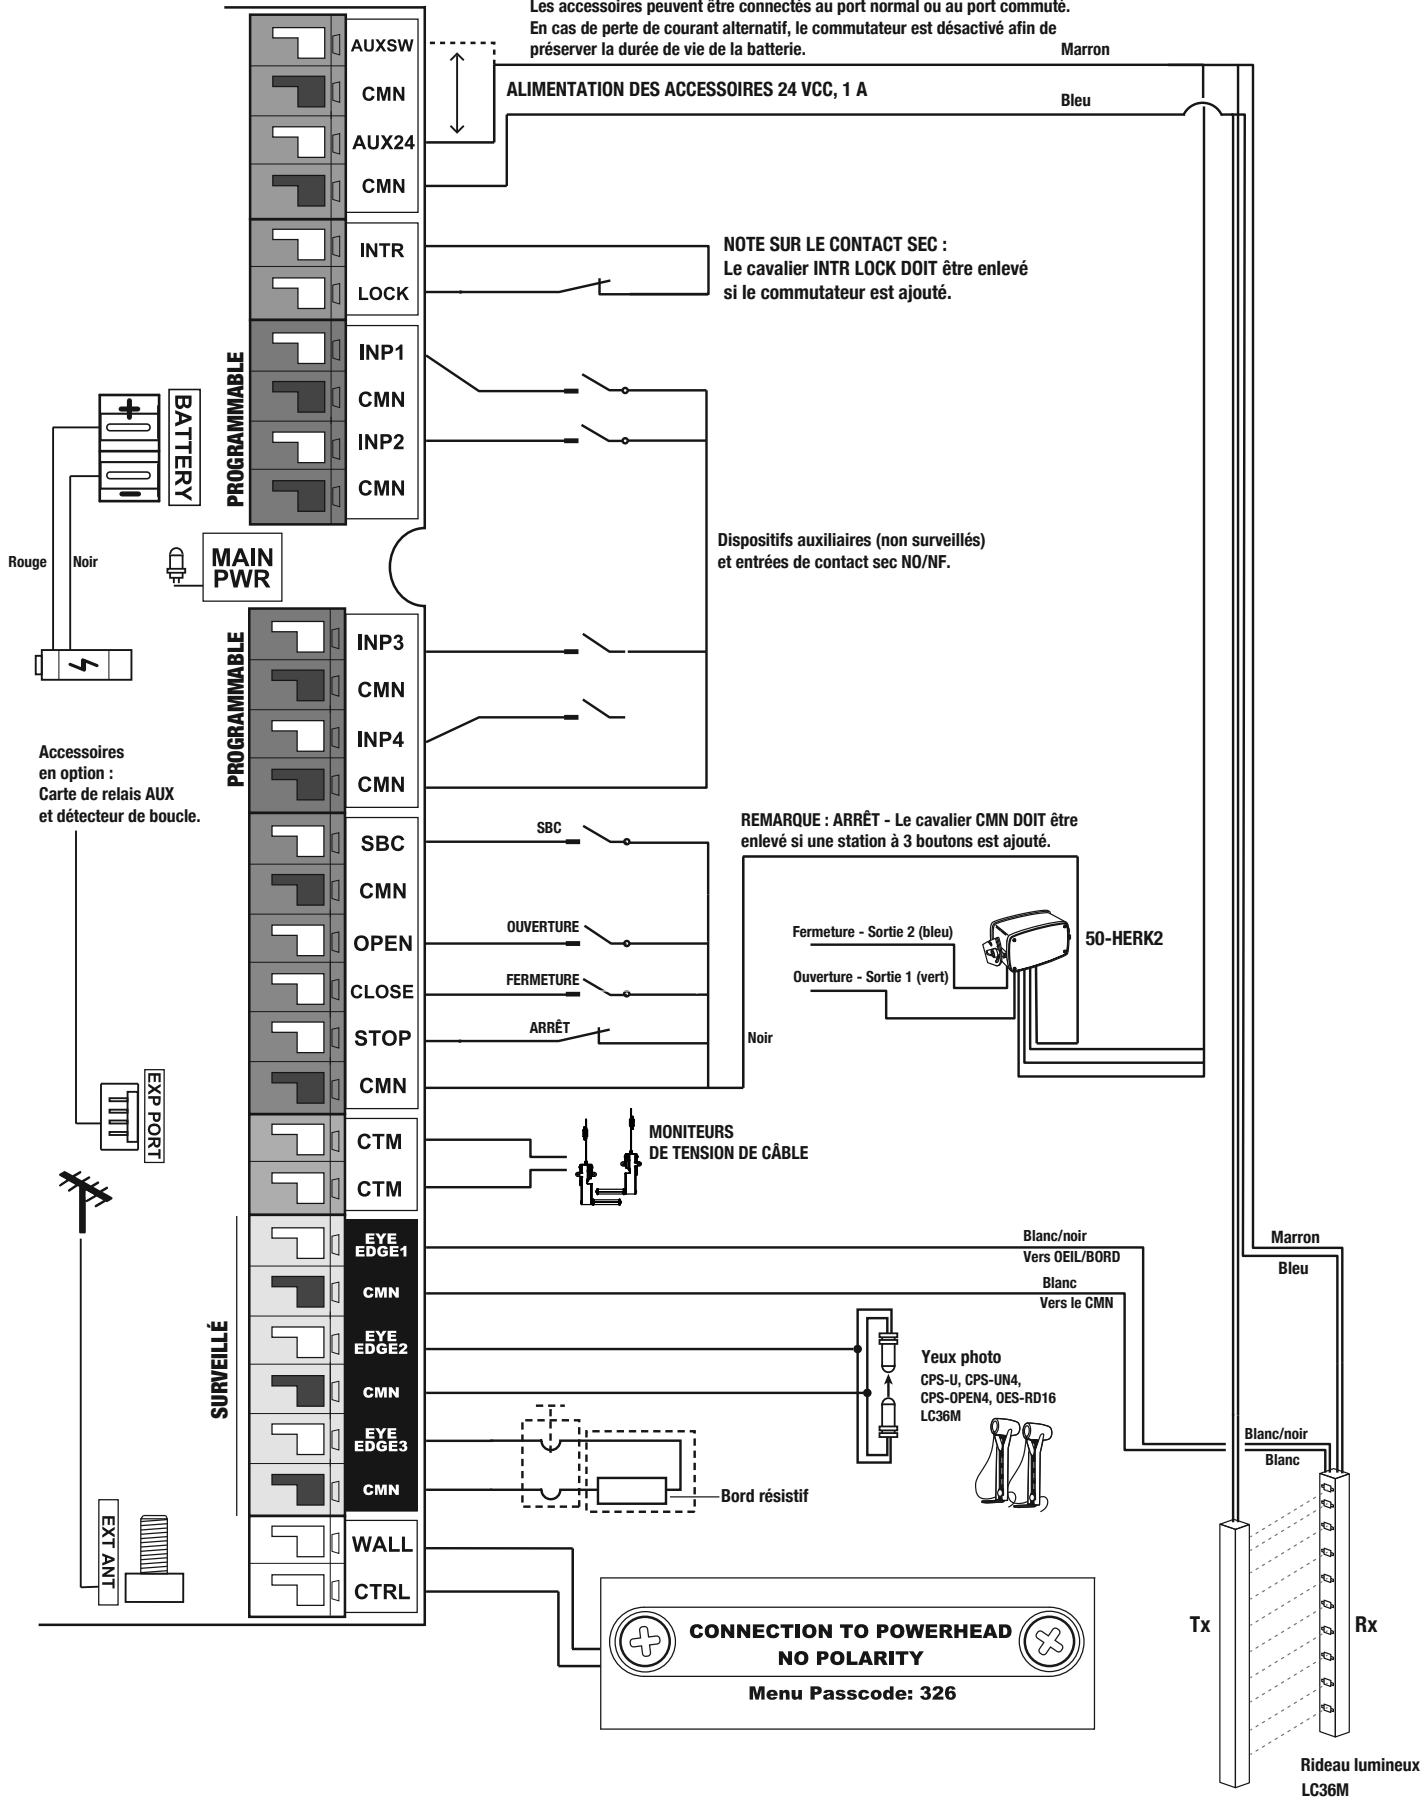 Les accessoires peuvent être connectés au port normal ou au port commuté.
En cas de perte de courant alternatif, le commutateur est désactivé afin de
préserver la durée de vie de la batterie.
Marron
AUXSW
CMN
ALIMENTATION DES ACCESSOIRES 24 VCC, 1 A
Bleu
AUX24
CMN
INTR
LOCK
NOTE SUR LE CONTACT SEC :
Le cavalier INTR LOCK DOIT être enlevé
si le commutateur est ajouté.
PROGRAMMABLE
INP1
CMN
INP2
CMN
BATTERY
Rouge
Noir
MAIN
PWR
Dispositifs auxiliaires (non surveillés)
et entrées de contact sec NO/NF.
PROGRAMMABLE
INP3
CMN
INP4
CMN
Accessoires
en option :
Carte de relais AUX
et détecteur de boucle.
SBC
CMN
OPEN
CLOSE
STOP
CMN
SBC
OUVERTURE
FERMETURE
ARRÊT
REMARQUE : ARRÊT - Le cavalier CMN DOIT être
enlevé si une station à 3 boutons est ajouté.
Fermeture - Sortie 2 (bleu)
50-HERK2
Ouverture - Sortie 1 (vert)
Noir
EXP PORT
CTM
CTM
MONITEURS
DE TENSION DE CÂBLE
SURVEILLÉ
EYE
EDGE1
CMN
EYE
EDGE2
CMN
EYE
EDGE3
CMN
Blanc/noir
Vers OEIL/BORD
Blanc
Vers le CMN
Marron
Bleu
Yeux photo
CPS-U, CPS-UN4,
CPS-OPEN4, OES-RD16
LC36M
Blanc/noir
Blanc
Bord résistif
EXT ANT
WALL
CTRL
CONNECTION TO POWERHEAD
NO POLARITY
Menu Passcode: 326
Tx
Rx
Rideau lumineux
LC36M